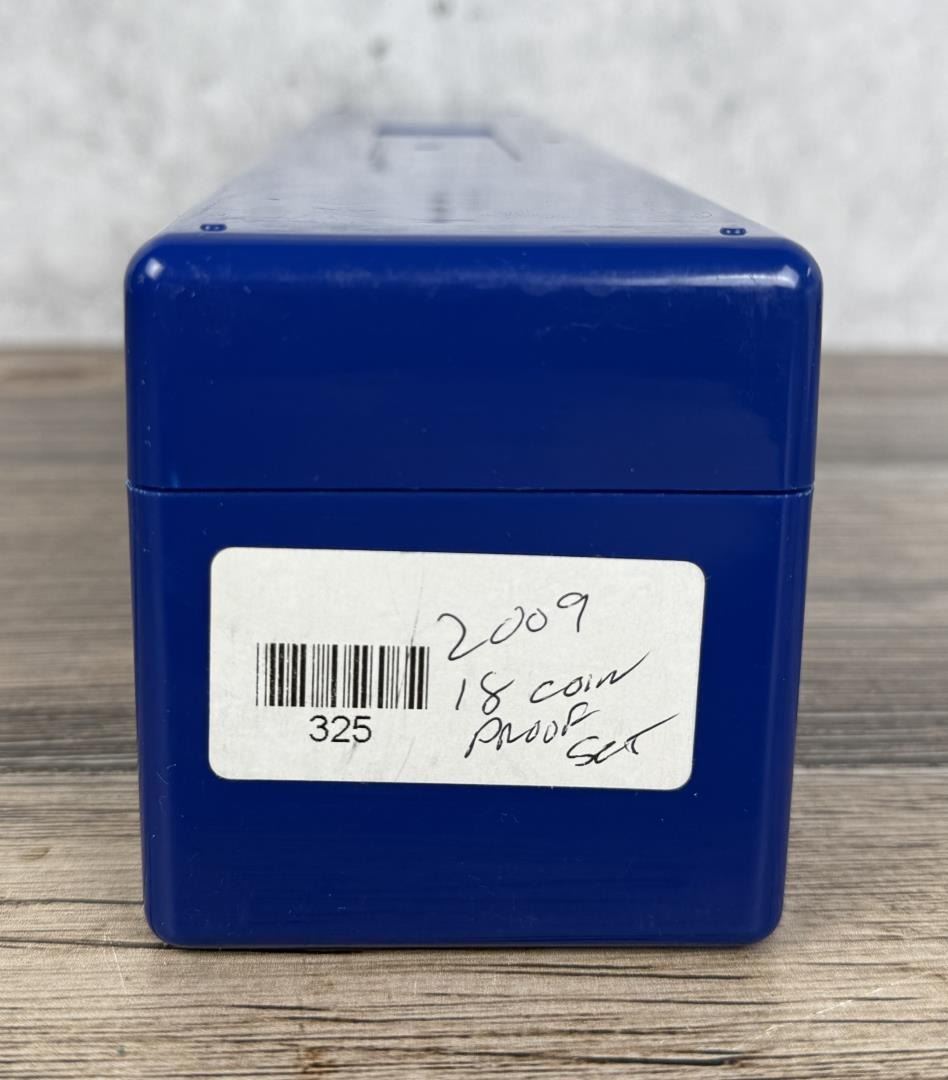 2009
18 COIN
PROOF
SET
325